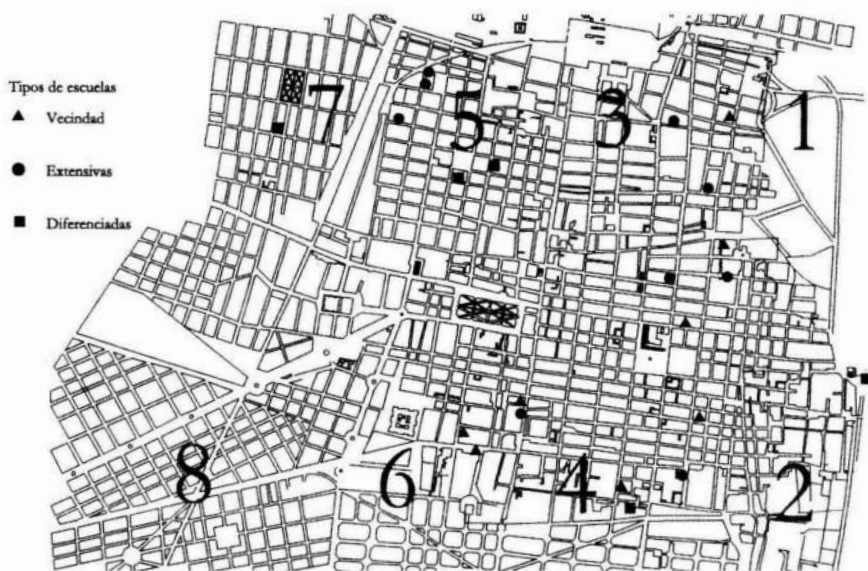 Tipos de escuelas
Vecindad
Extensivas
Diferenciadas
7
5
3
1
8
6
4
2